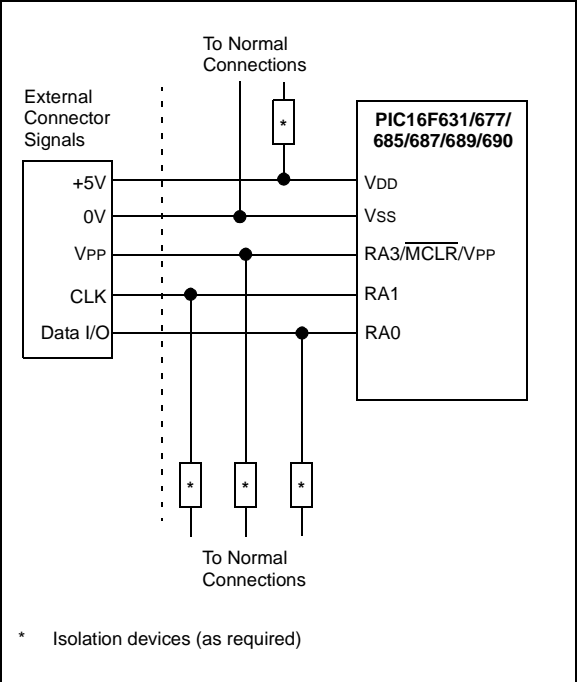 To Normal
Connections
External
Connector
Signals
*
PIC16F631/677/
685/687/689/690
+5V
VDD
0V
VSS
VPP
RA3/MCLR/VPP
CLK
RA1
Data I/O
RA0
*
*
*
To Normal
Connections
* Isolation devices (as required)